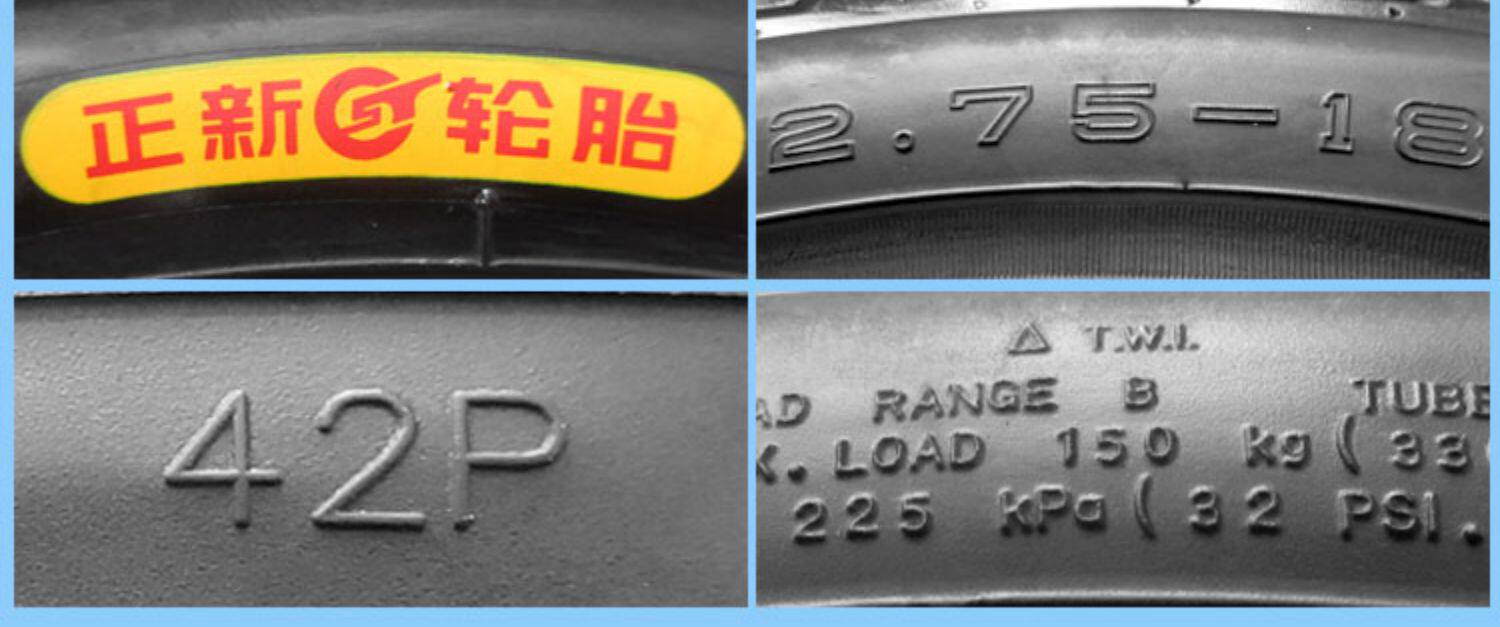 正新轮胎
2.75-18
42P
△ T.W.I.
AD RANGE B TUBE
. LOAD 150 kg (33
225 kPa (32 PSI.